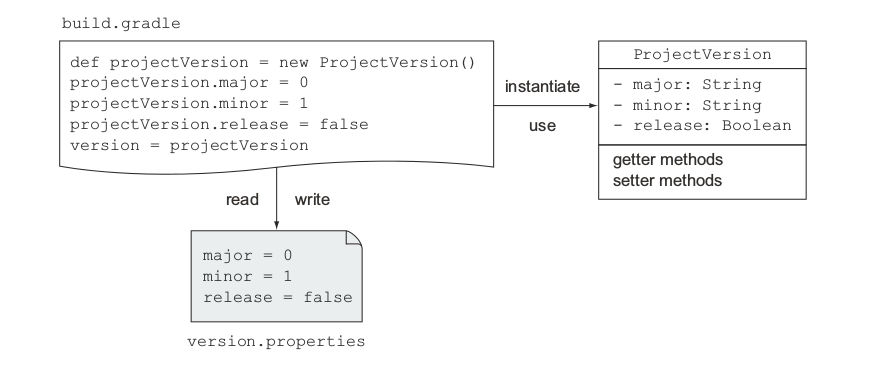 build.gradle
def projectVersion = new ProjectVersion()
projectVersion.major = 0
projectVersion.minor = 1
projectVersion.release = false
version = projectVersion
instantiate
use
ProjectVersion
- major: String
- minor: String
- release: Boolean
getter methods
setter methods
read write
major = 0
minor = 1
release = false
version.properties